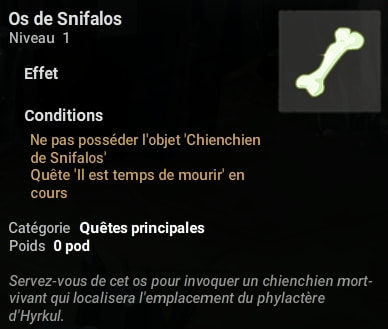 Os de Snifalos
Niveau 1
Effet
Conditions
Ne pas posséder l'objet 'Chienchien
de Snifalos'
Quête 'Il est temps de mourir' en
cours
Catégorie Quêtes principales
Poids 0 pod
Servez-vous de cet os pour invoquer un chienchien mort-
vivant qui localisera l'emplacement du phylactère
d'Hyrkul.